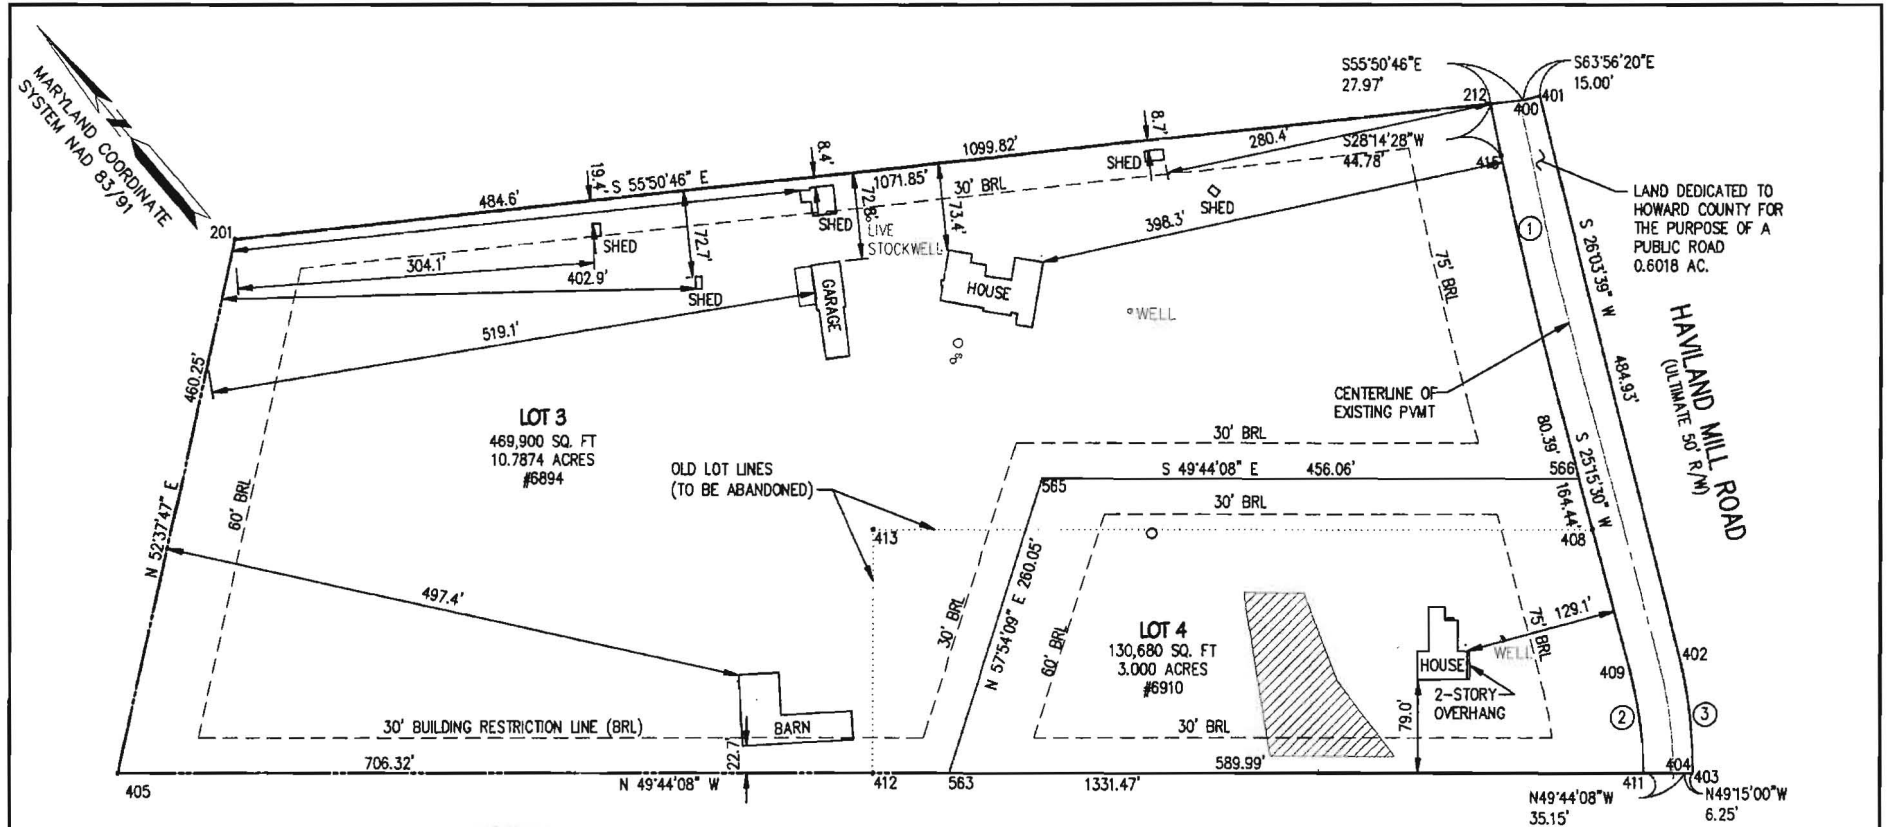 MARYLAND COORDINATE
SYSTEM NAD 83/91
S55°50'46"E
27.97'
S63°56'20"E
15.00'
212
400
401
1099.82'
8.7'
280.4'
S28°14'28"W
44.78'
415
8.4'
19.4'
S 55°50'46" E
484.6'
1071.85'
30' BRL
SHED
SHED
LAND DEDICATED TO
HOWARD COUNTY FOR
THE PURPOSE OF A
PUBLIC ROAD
0.6018 AC.
201
SHED
72.8'
73.4'
LIVE
STOCKWELL
398.3'
1
S 26°03'39" W
SHED
304.1'
402.9'
72.7'
SHED
GARAGE
HOUSE
75' BRL
WELL
519.1'
HAVILAND MILL ROAD
(ULTIMATE 50' R/W)
484.93'
460.25'
CENTERLINE OF
EXISTING PVMT
LOT 3
469,900 SQ. FT
10.7874 ACRES
#6894
30' BRL
80.39'
S 25°15'30" W
OLD LOT LINES
(TO BE ABANDONED)
S 49°44'08" E 456.06'
565
566
164.44'
30' BRL
N 52°37'47" E
60' BRL
413
408
497.4'
N 57°54'09" E 260.05'
30' BRL
60' BRL
LOT 4
130,680 SQ. FT
3.000 ACRES
#6910
129.1'
75' BRL
WELL
HOUSE
2-STORY
OVERHANG
402
409
30' BUILDING RESTRICTION LINE (BRL)
BARN
30' BRL
79.0'
2
3
22.7'
706.32'
589.99'
404
405
N 49°44'08" W
412
563
1331.47'
411
403
N49°44'08"W
35.15'
N49°15'00"W
6.25'